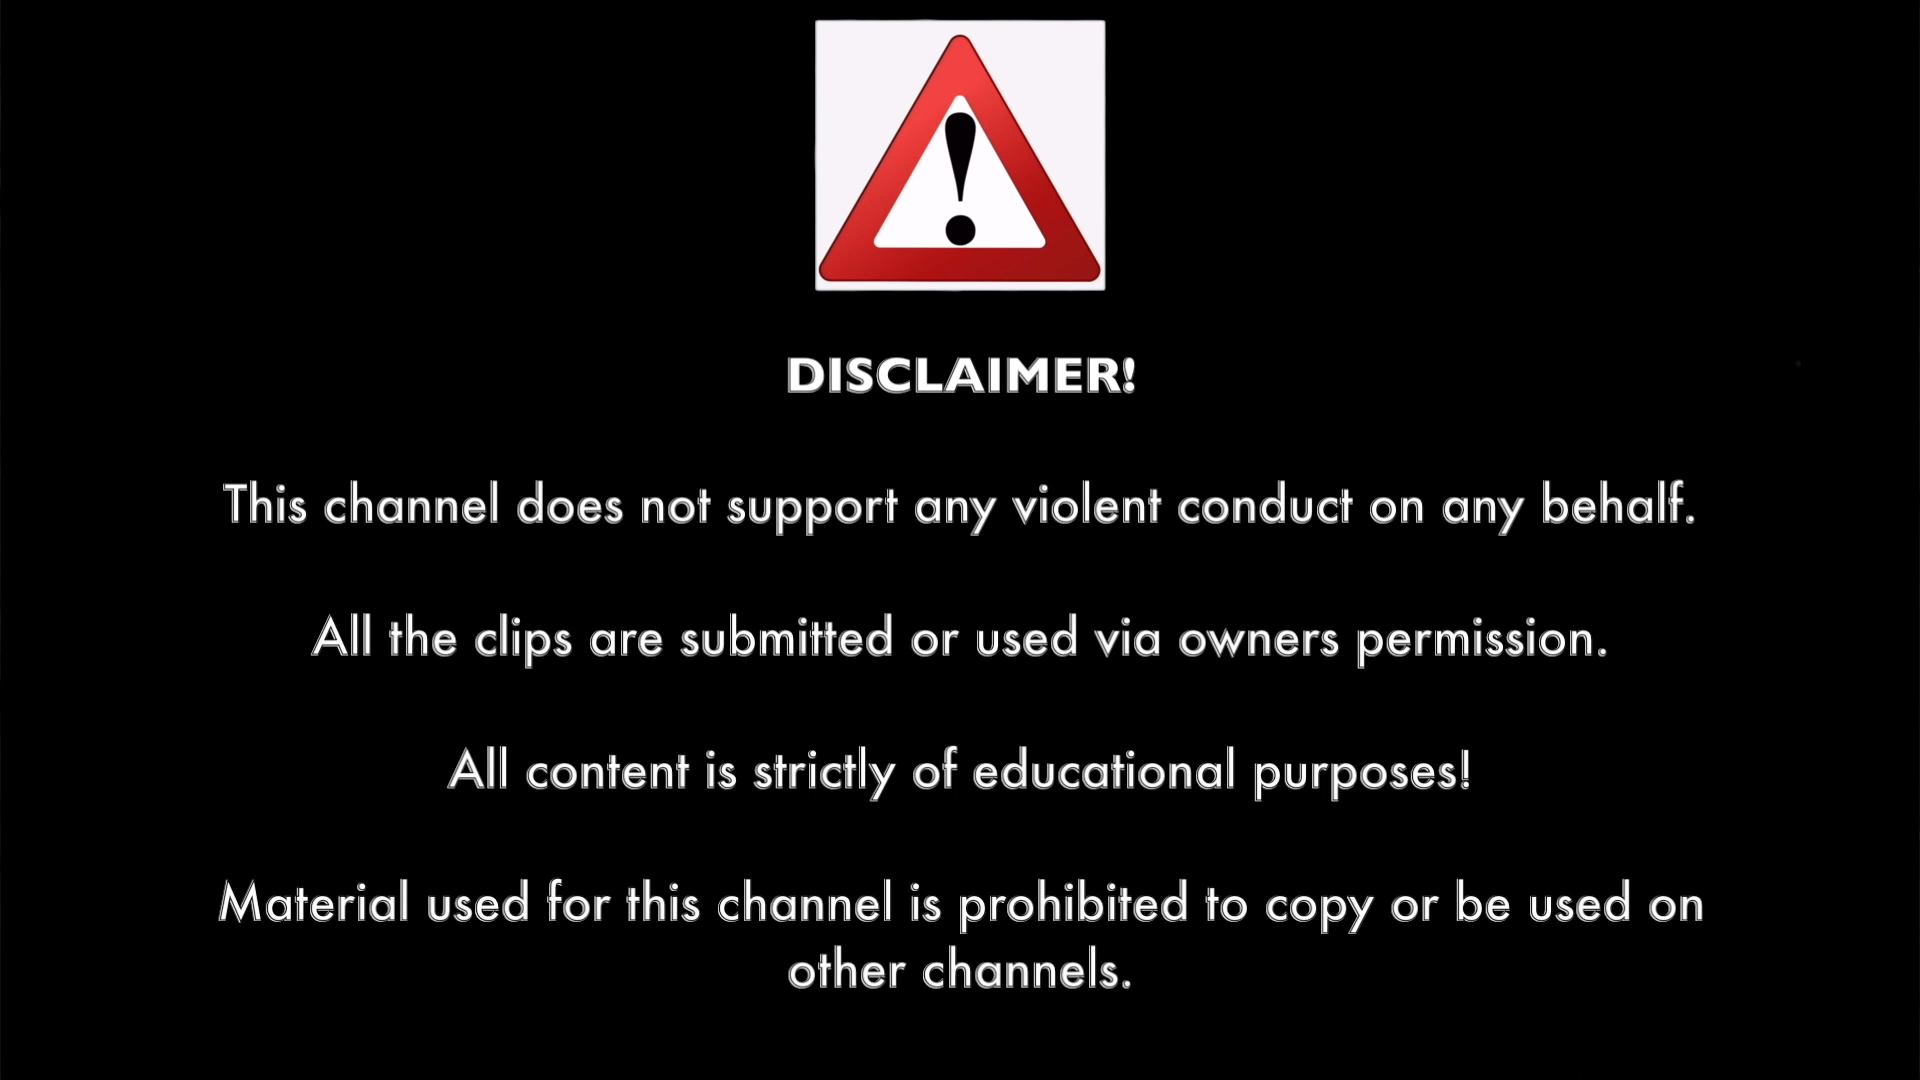 DISCLAIMER!
This channel does not support any violent conduct on any behalf.
All the clips are submitted or used via owners permission.
All content is strictly of educational purposes!
Material used for this channel is prohibited to copy or be used on
other channels.